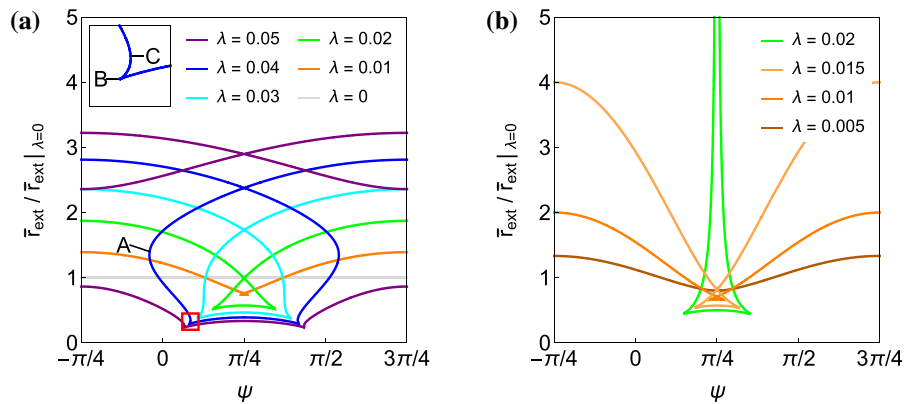 (a)
r̄ext / r̄ext |λ=0
5
4
3
2
1
0
B
C
A
λ = 0.05
λ = 0.02
λ = 0.04
λ = 0.01
λ = 0.03
λ = 0
−π/4
0
π/4
π/2
3π/4
ψ
(b)
r̄ext / r̄ext |λ=0
5
4
3
2
1
0
λ = 0.02
λ = 0.015
λ = 0.01
λ = 0.005
−π/4
0
π/4
π/2
3π/4
ψ